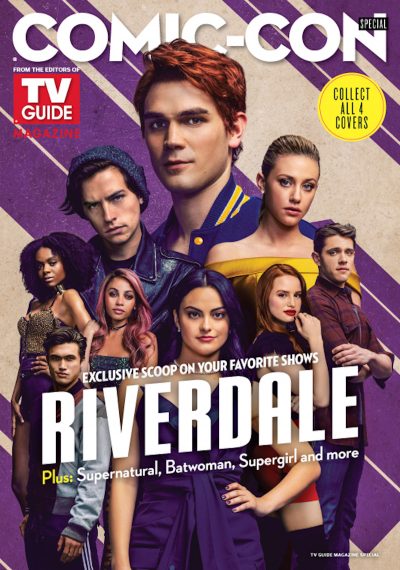 COMIC-CON
SPECIAL
FROM THE EDITORS OF
TV
GUIDE
MAGAZINE
COLLECT
ALL 4
COVERS
EXCLUSIVE SCOOP ON YOUR FAVORITE SHOWS
RIVERDALE
Plus: Supernatural, Batwoman, Supergirl and more
TV GUIDE MAGAZINE SPECIAL